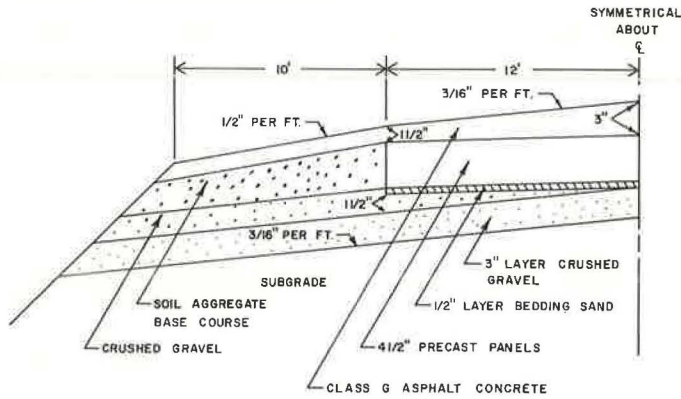 SYMMETRICAL
ABOUT
℄
10'
12'
3/16" PER FT.
1/2" PER FT.
11/2"
3"
11/2"
3/16" PER FT.
SUBGRADE
3" LAYER CRUSHED
GRAVEL
SOIL AGGREGATE
BASE COURSE
1/2" LAYER BEDDING SAND
CRUSHED GRAVEL
41/2" PRECAST PANELS
CLASS G ASPHALT CONCRETE